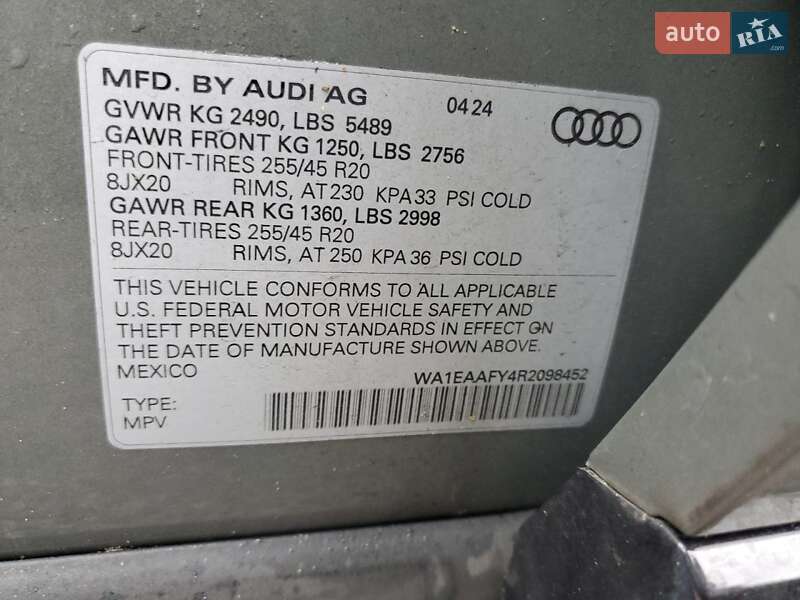 auto RIA
.com
MFD. BY AUDI AG 04 24
GVWR KG 2490, LBS 5489
GAWR FRONT KG 1250, LBS 2756
FRONT-TIRES 255/45 R20
8JX20 RIMS, AT 230 KPA 33 PSI COLD
GAWR REAR KG 1360, LBS 2998
REAR-TIRES 255/45 R20
8JX20 RIMS, AT 250 KPA 36 PSI COLD
THIS VEHICLE CONFORMS TO ALL APPLICABLE
U.S. FEDERAL MOTOR VEHICLE SAFETY AND
THEFT PREVENTION STANDARDS IN EFFECT ON
THE DATE OF MANUFACTURE SHOWN ABOVE.
MEXICO WA1EAAFY4R2098452
TYPE:
MPV